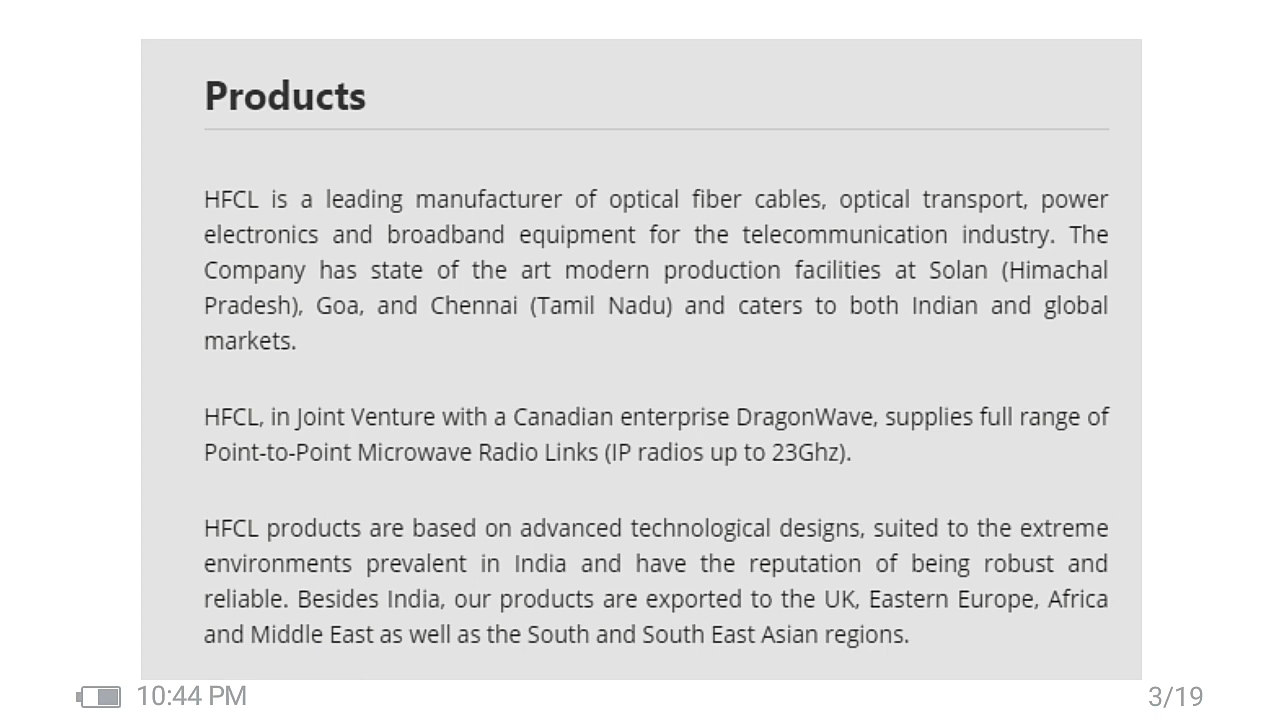 Products
HFCL is a leading manufacturer of optical fiber cables, optical transport, power
electronics and broadband equipment for the telecommunication industry. The
Company has state of the art modern production facilities at Solan (Himachal
Pradesh), Goa, and Chennai (Tamil Nadu) and caters to both Indian and global
markets.
HFCL, in Joint Venture with a Canadian enterprise DragonWave, supplies full range of
Point-to-Point Microwave Radio Links (IP radios up to 23Ghz).
HFCL products are based on advanced technological designs, suited to the extreme
environments prevalent in India and have the reputation of being robust and
reliable. Besides India, our products are exported to the UK, Eastern Europe, Africa
and Middle East as well as the South and South East Asian regions.
10:44 PM
3/19